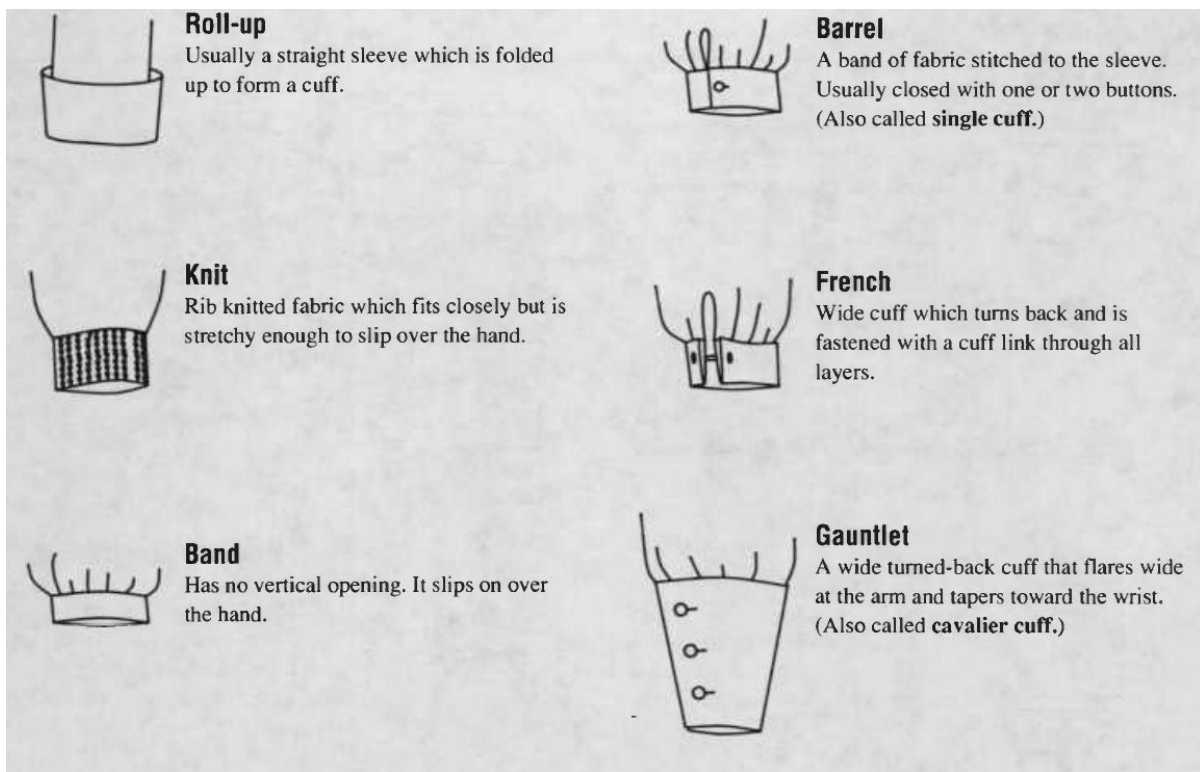 Roll-up
Usually a straight sleeve which is folded
up to form a cuff.
Knit
Rib knitted fabric which fits closely but is
stretchy enough to slip over the hand.
Band
Has no vertical opening. It slips on over
the hand.
Barrel
A band of fabric stitched to the sleeve.
Usually closed with one or two buttons.
(Also called single cuff.)
French
Wide cuff which turns back and is
fastened with a cuff link through all
layers.
Gauntlet
A wide turned-back cuff that flares wide
at the arm and tapers toward the wrist.
(Also called cavalier cuff.)